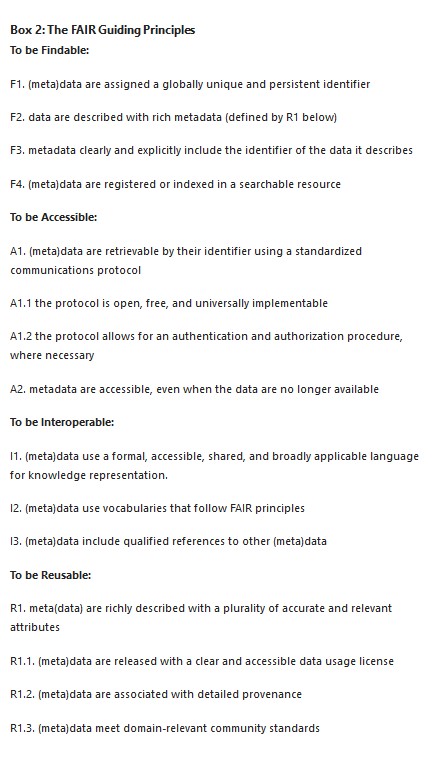 Box 2: The FAIR Guiding Principles
To be Findable:
F1. (meta)data are assigned a globally unique and persistent identifier
F2. data are described with rich metadata (defined by R1 below)
F3. metadata clearly and explicitly include the identifier of the data it describes
F4. (meta)data are registered or indexed in a searchable resource
To be Accessible:
A1. (meta)data are retrievable by their identifier using a standardized
communications protocol
A1.1 the protocol is open, free, and universally implementable
A1.2 the protocol allows for an authentication and authorization procedure,
where necessary
A2. metadata are accessible, even when the data are no longer available
To be Interoperable:
I1. (meta)data use a formal, accessible, shared, and broadly applicable language
for knowledge representation.
I2. (meta)data use vocabularies that follow FAIR principles
I3. (meta)data include qualified references to other (meta)data
To be Reusable:
R1. meta(data) are richly described with a plurality of accurate and relevant
attributes
R1.1. (meta)data are released with a clear and accessible data usage license
R1.2. (meta)data are associated with detailed provenance
R1.3. (meta)data meet domain-relevant community standards